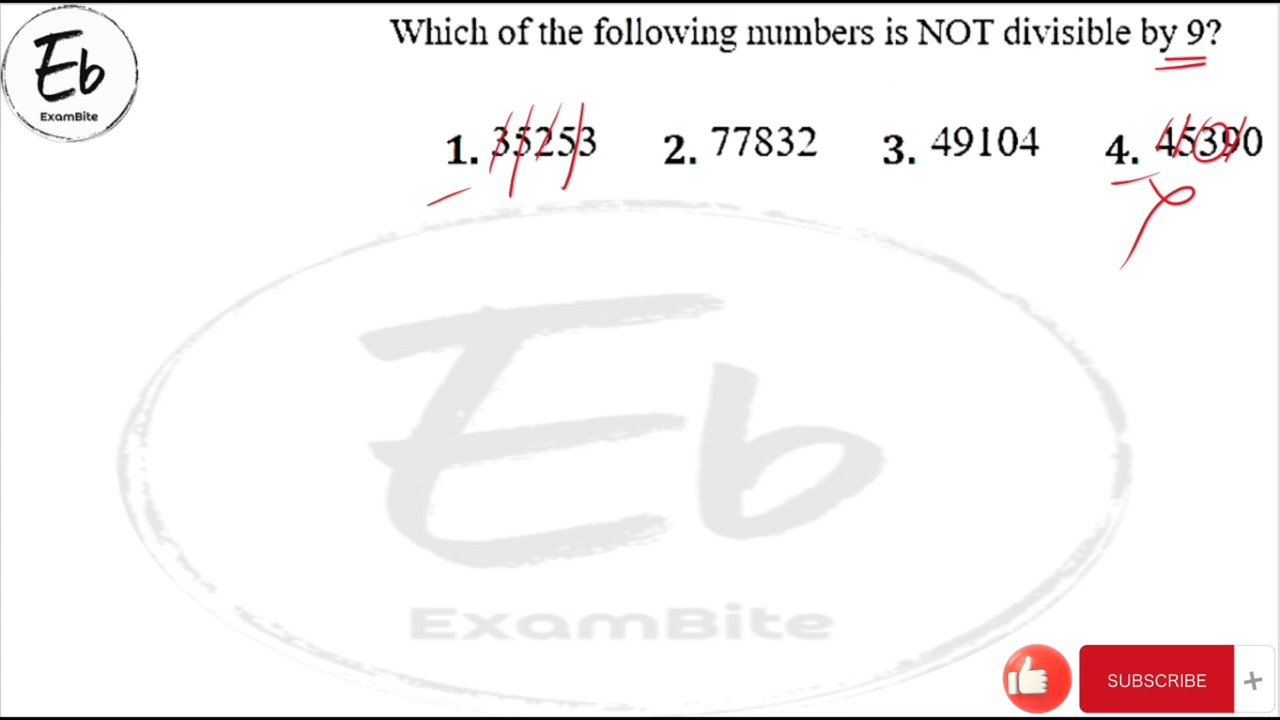 Eb
ExamBite
Which of the following numbers is NOT divisible by 9?
1. 35253 2. 77832 3. 49104 4. 45390
Eb
ExamBite
SUBSCRIBE +